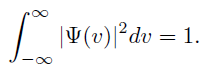 ∫_{-∞}^{∞} |Ψ(v)|² dv = 1.